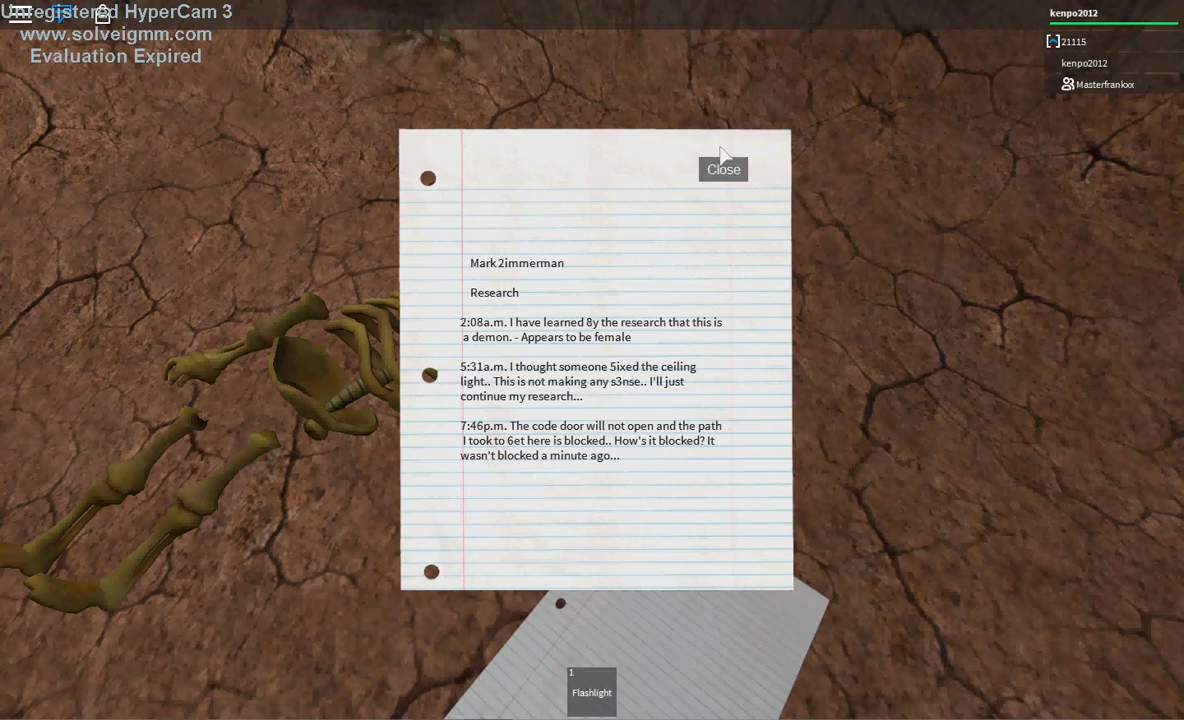 Unregistered HyperCam 3
www.solveigmm.com
Evaluation Expired
kenpo2012
21115
kenpo2012
Masterfrankxx
Close
Mark 2immerman
Research
2:08a.m. I have learned 8y the research that this is
a demon. - Appears to be female
5:31a.m. I thought someone 5ixed the ceiling
light.. This is not making any s3nse.. I'll just
continue my research...
7:46p.m. The code door will not open and the path
I took to 6et here is blocked.. How's it blocked? It
wasn't blocked a minute ago...
1
Flashlight